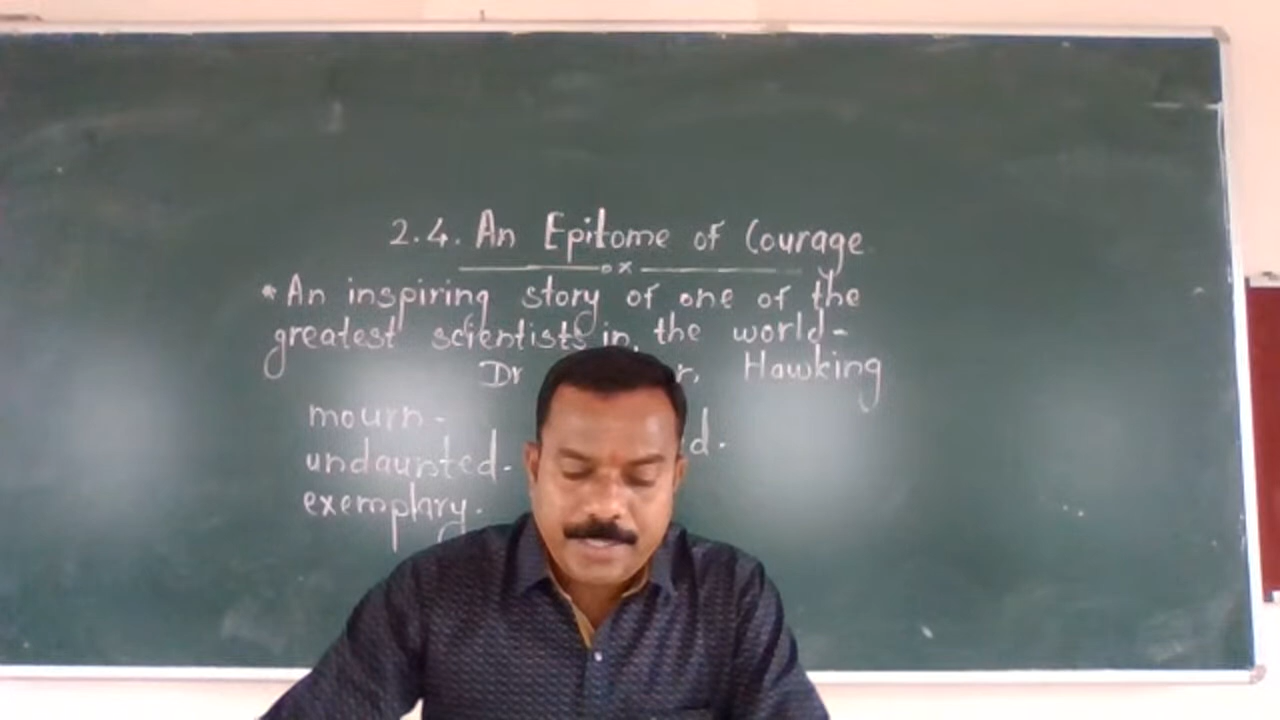 2.4. An Epitome of Courage
* An inspiring story of one of the
greatest scientists in the world-
Dr Hawking
mourn-
undaunted-
exemplary.